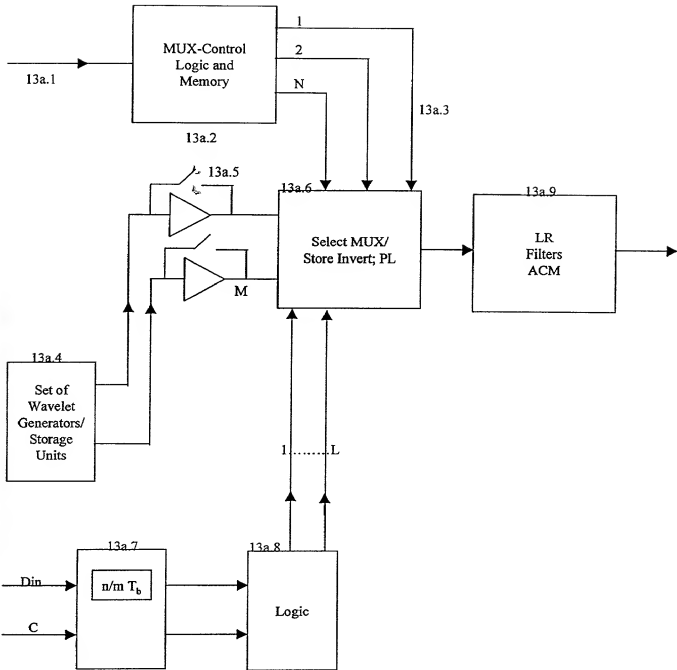 1
MUX-Control
Logic and
Memory
2
N
13a.1
13a.2
13a.3
13a.5
13a.6
13a.9
Select MUX/
Store Invert; PL
LR
Filters
ACM
M
13a.4
Set of
Wavelet
Generators/
Storage
Units
1.........L
13a.7
13a.8
Din
n/m Tb
Logic
C